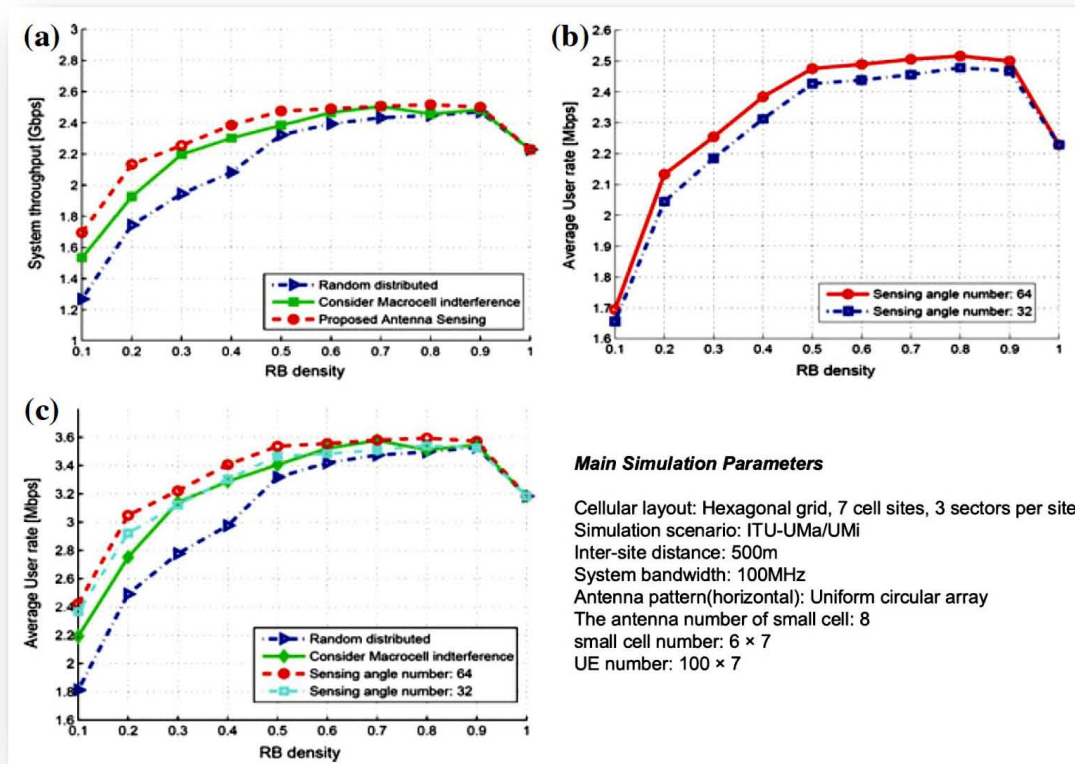 (a)
3
2.8
2.6
2.4
2.2
2
1.8
1.6
1.4
1.2
1
System throughput [Gbps]
Random distributed
Consider Macrocell indterference
Proposed Antenna Sensing
0.1 0.2 0.3 0.4 0.5 0.6 0.7 0.8 0.9 1
RB density
(b)
2.6
2.5
2.4
2.3
2.2
2.1
2
1.9
1.8
1.7
1.6
Average User rate [Mbps]
Sensing angle number: 64
Sensing angle number: 32
0.1 0.2 0.3 0.4 0.5 0.6 0.7 0.8 0.9 1
RB density
(c)
3.6
3.4
3.2
3
2.8
2.6
2.4
2.2
2
1.8
1.6
Average User rate [Mbps]
Random distributed
Consider Macrocell indterference
Sensing angle number: 64
Sensing angle number: 32
0.1 0.2 0.3 0.4 0.5 0.6 0.7 0.8 0.9 1
RB density
Main Simulation Parameters
Cellular layout: Hexagonal grid, 7 cell sites, 3 sectors per site
Simulation scenario: ITU-UMa/UMi
Inter-site distance: 500m
System bandwidth: 100MHz
Antenna pattern(horizontal): Uniform circular array
The antenna number of small cell: 8
small cell number: 6 × 7
UE number: 100 × 7